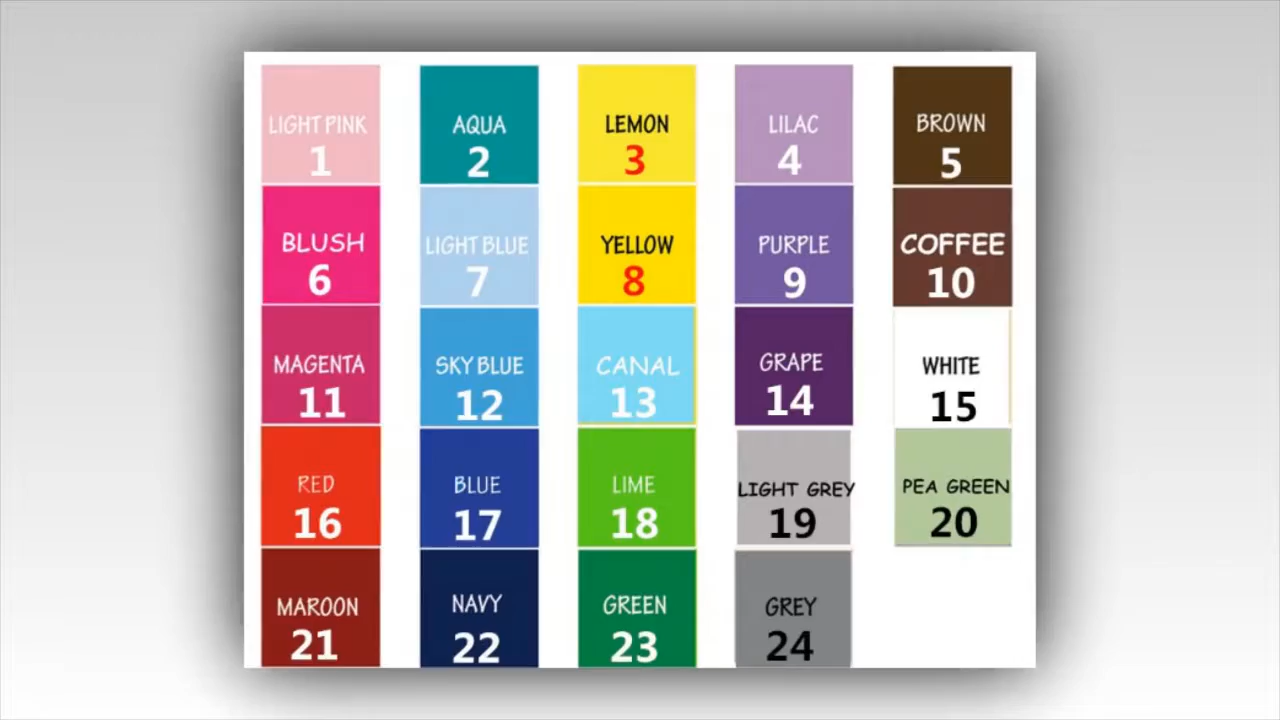 LIGHT PINK
1
AQUA
2
LEMON
3
LILAC
4
BROWN
5
BLUSH
6
LIGHT BLUE
7
YELLOW
8
PURPLE
9
COFFEE
10
MAGENTA
11
SKY BLUE
12
CANAL
13
GRAPE
14
WHITE
15
RED
16
BLUE
17
LIME
18
LIGHT GREY
19
PEA GREEN
20
MAROON
21
NAVY
22
GREEN
23
GREY
24